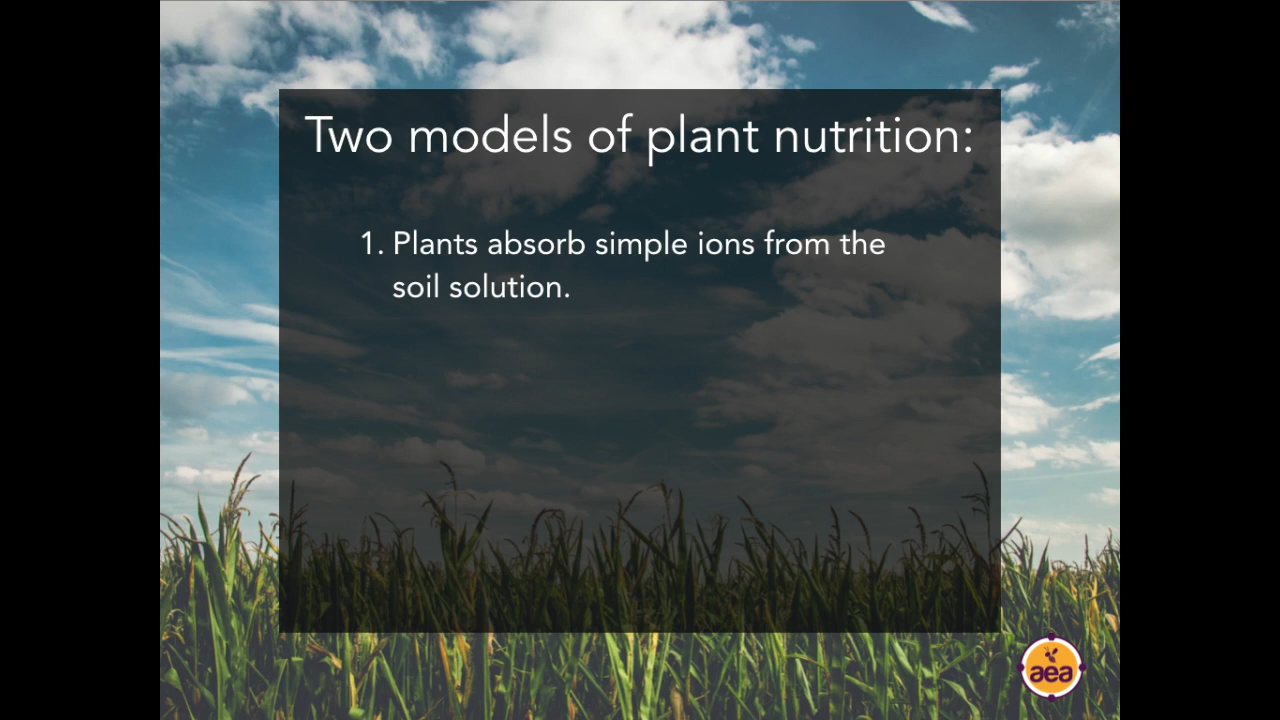 Two models of plant nutrition:
1. Plants absorb simple ions from the
soil solution.
aea